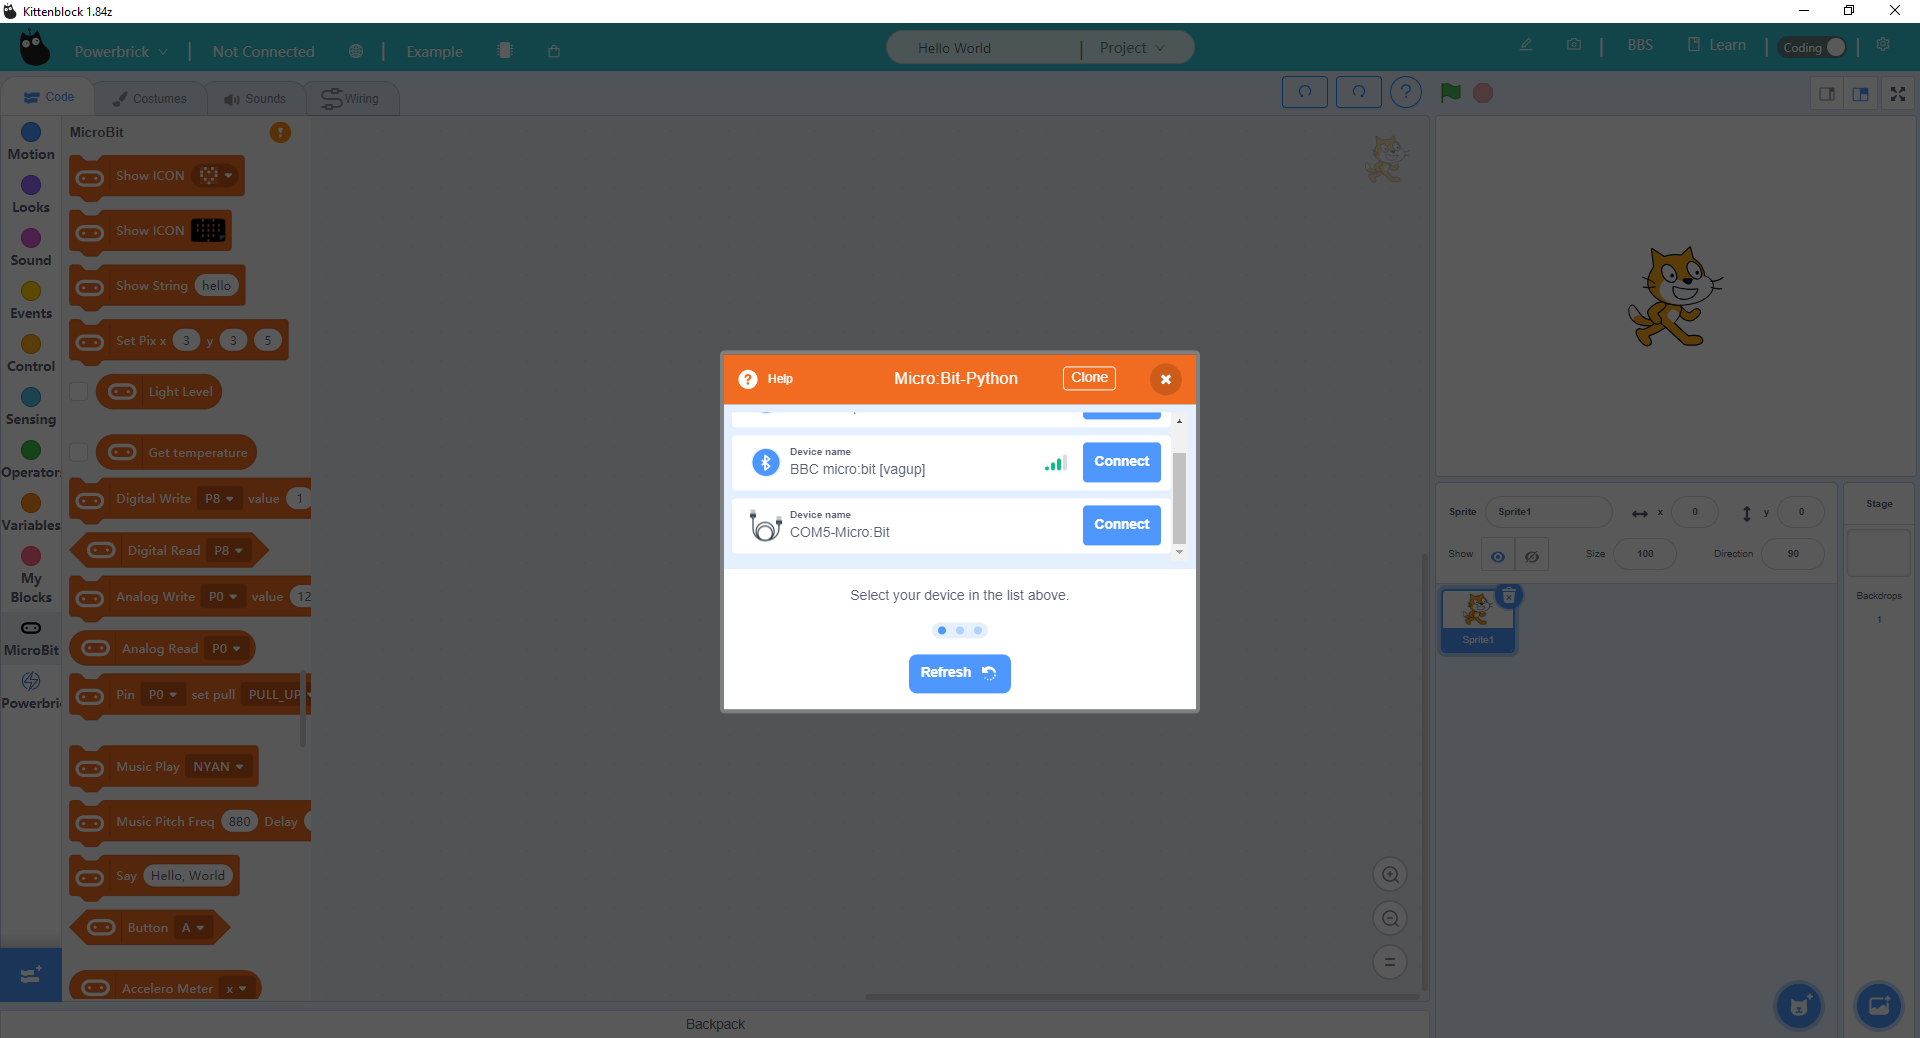 Kittenblock 1.84z
Powerbrick
Not Connected
Example
Hello World
Project
BBS
Learn
Coding
Code
Costumes
Sounds
Wiring
Motion
Looks
Sound
Events
Control
Sensing
Operator
Variables
My
Blocks
MicroBit
Powerbri
MicroBit
Show ICON
Show ICON
Show String hello
Set Pix x 3 y 3 5
Light Level
Get temperature
Digital Write P8 value 1
Digital Read P8
Analog Write P0 value 12
Analog Read P0
Pin P0 set pull PULL_UP
Music Play NYAN
Music Pitch Freq 880 Delay
Say Hello, World
Button A
Accelero Meter x
Help
Micro:Bit-Python
Clone
Device name
BBC micro:bit [vagup]
Connect
Device name
COM5-Micro:Bit
Connect
Select your device in the list above.
Refresh
Sprite Sprite1 x 0 y 0
Show Size 100 Direction 90
Sprite1
Stage
Backdrops
1
Backpack